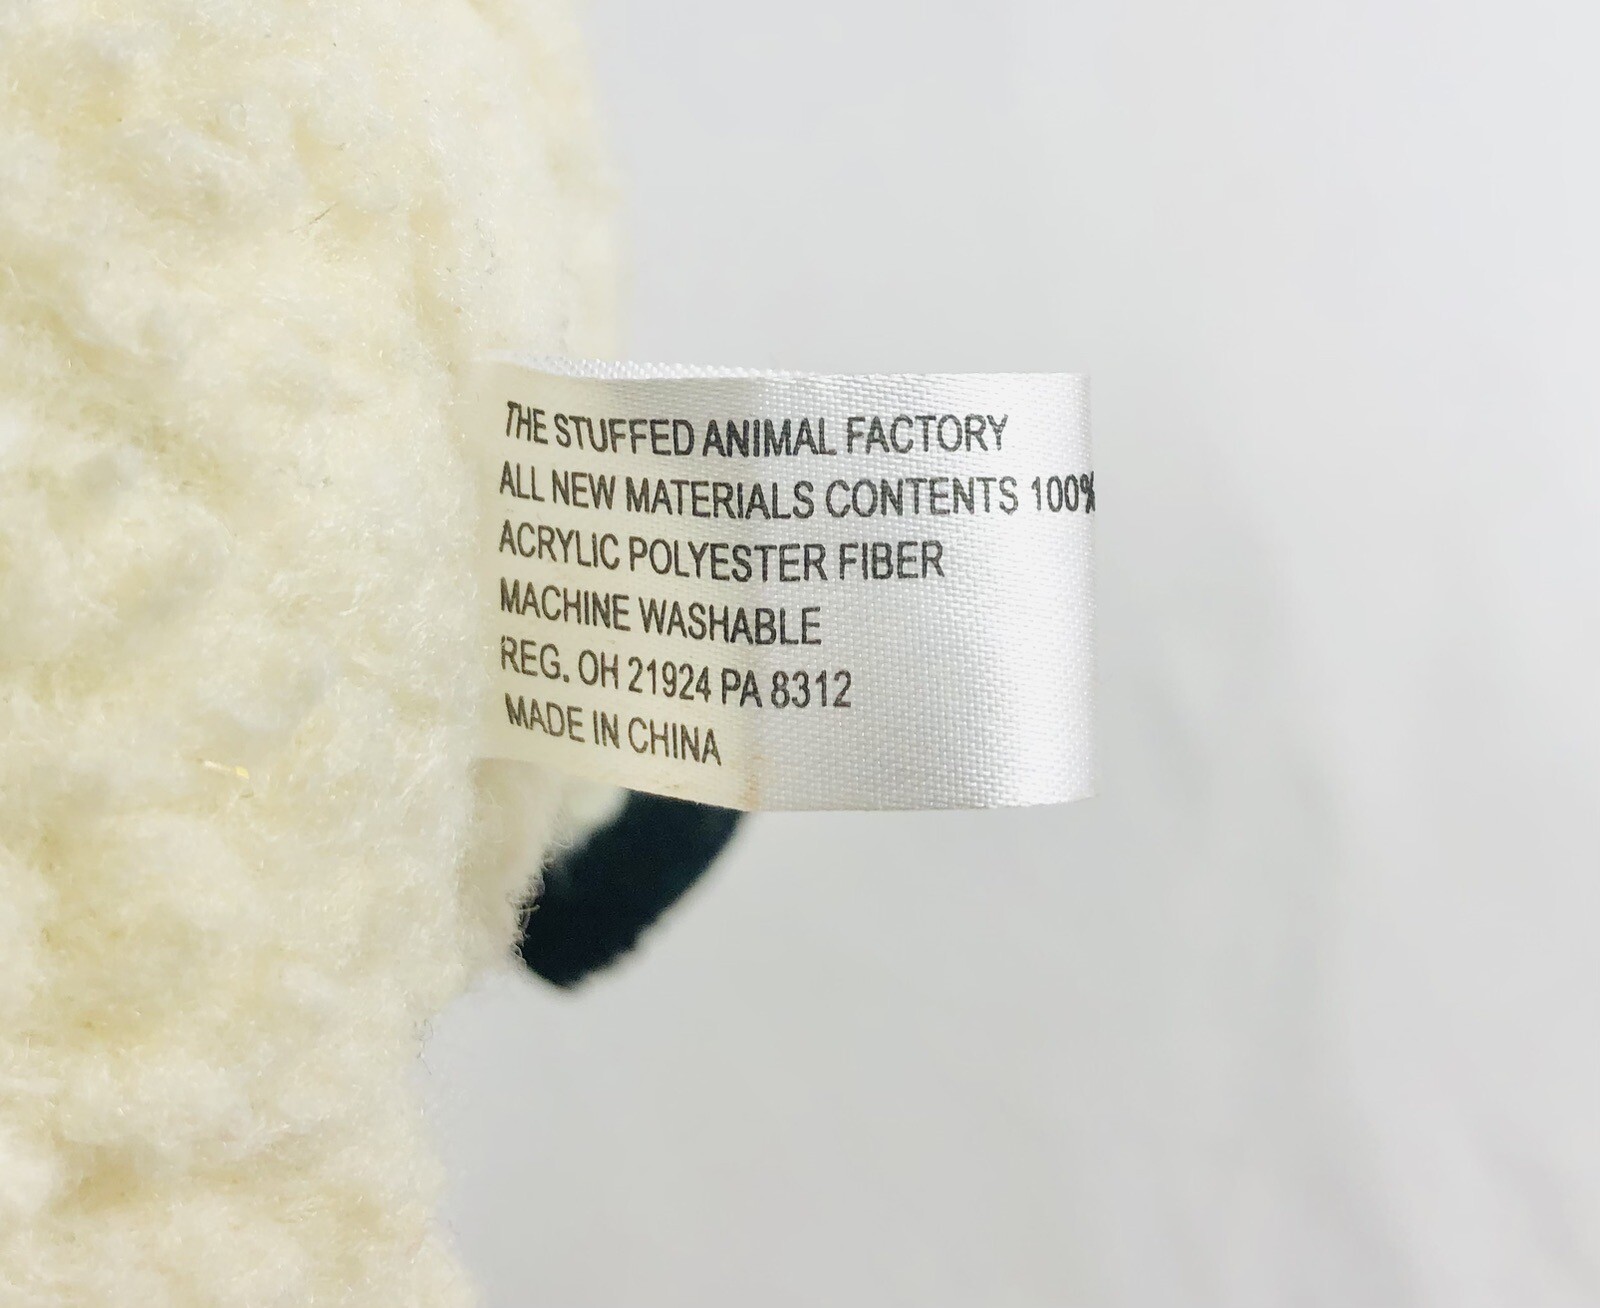 THE STUFFED ANIMAL FACTORY
ALL NEW MATERIALS CONTENTS 100%
ACRYLIC POLYESTER FIBER
MACHINE WASHABLE
REG. OH 21924 PA 8312
MADE IN CHINA